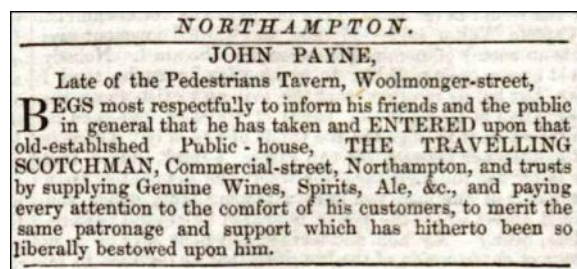 NORTHAMPTON.
JOHN PAYNE,
Late of the Pedestrians Tavern, Woolmonger-street,
BEGS most respectfully to inform his friends and the public
in general that he has taken and ENTERED upon that
old-established Public-house, THE TRAVELLING
SCOTCHMAN, Commercial-street, Northampton, and trusts
by supplying Genuine Wines, Spirits, Ale, &c., and paying
every attention to the comfort of his customers, to merit the
same patronage and support which has hitherto been so
liberally bestowed upon him.